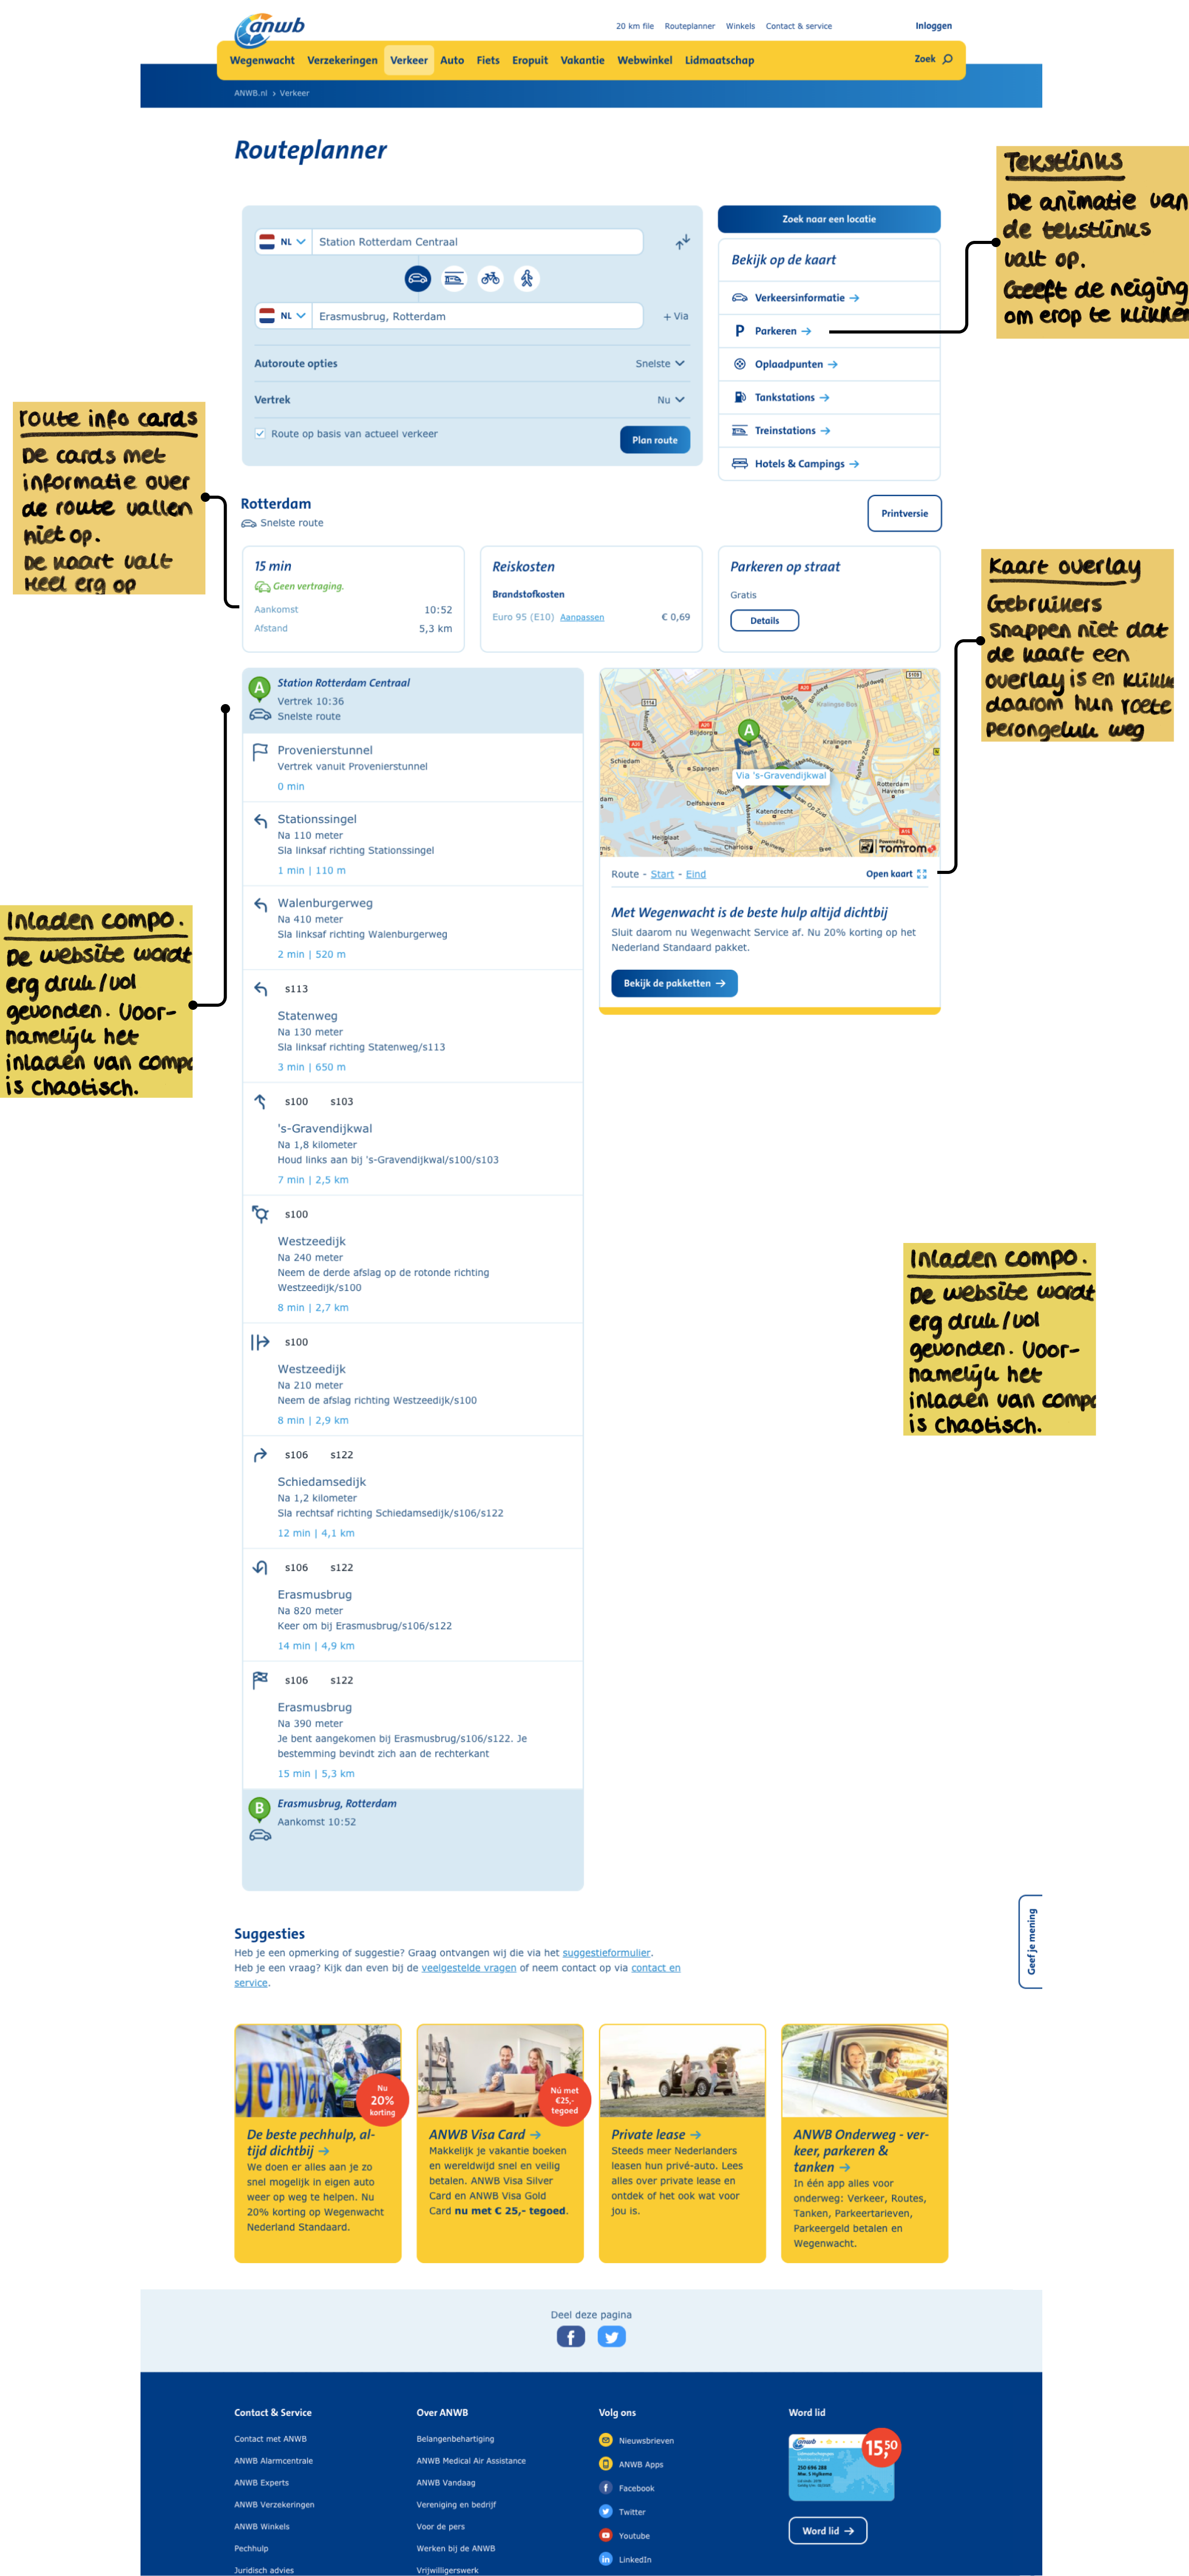 anwb
20 km file Routeplanner Winkels Contact & service Inloggen
Wegenwacht Verzekeringen Verkeer Auto Fiets Eropuit Vakantie Webwinkel Lidmaatschap Zoek
ANWB.nl > Verkeer
Routeplanner
Tekstlinks
De animatie van
de tekstlinks
valt op.
Geeft de neiging
om erop te klikken
NL Station Rotterdam Centraal
NL Erasmusbrug, Rotterdam + Via
Autoroute opties Snelste
Vertrek Nu
Route op basis van actueel verkeer
Plan route
Zoek naar een locatie
Bekijk op de kaart
Verkeersinformatie →
P Parkeren →
Oplaadpunten →
Tankstations →
Treinstations →
Hotels & Campings →
route info cards
De cards met
informatie over
de route vallen
niet op.
De kaart valt
heel erg op
Rotterdam
Snelste route
Printversie
15 min
Geen vertraging.
Aankomst 10:52
Afstand 5,3 km
Reiskosten
Brandstofkosten
Euro 95 (E10) Aanpassen € 0,69
Parkeren op straat
Gratis
Details
Kaart overlay
Gebruikers
snappen niet dat
de kaart een
overlay is en
daarom hun roete
perongeluk weg
A Station Rotterdam Centraal
Vertrek 10:36
Snelste route
Provenierstunnel
Vertrek vanuit Provenierstunnel
0 min
Stationssingel
Na 110 meter
Sla linksaf richting Stationssingel
1 min | 110 m
Walenburgerweg
Na 410 meter
Sla linksaf richting Walenburgerweg
2 min | 520 m
s113
Statenweg
Na 130 meter
Sla linksaf richting Statenweg/s113
3 min | 650 m
s100 s103
's-Gravendijkwal
Na 1,8 kilometer
Houd links aan bij 's-Gravendijkwal/s100/s103
7 min | 2,5 km
s100
Westzeedijk
Na 240 meter
Neem de derde afslag op de rotonde richting
Westzeedijk/s100
8 min | 2,7 km
s100
Westzeedijk
Na 210 meter
Neem de afslag richting Westzeedijk/s100
8 min | 2,9 km
s106 s122
Schiedamsedijk
Na 1,2 kilometer
Sla rechtsaf richting Schiedamsedijk/s106/s122
12 min | 4,1 km
s106 s122
Erasmusbrug
Na 820 meter
Keer om bij Erasmusbrug/s106/s122
14 min | 4,9 km
s106 s122
Erasmusbrug
Na 390 meter
Je bent aangekomen bij Erasmusbrug/s106/s122. Je
bestemming bevindt zich aan de rechterkant
15 min | 5,3 km
B Erasmusbrug, Rotterdam
Aankomst 10:52
A20
Kralingse Bos
Blijdorp
A
Kralingen
Schiedam
Spangen
Via 's-Gravendijkwal
Rotterdam
Havens
Delfshaven
Katendrecht
Maashaven
Charlois
Powered by
TOMTOM
Route - Start - Eind Open kaart
Met Wegenwacht is de beste hulp altijd dichtbij
Sluit daarom nu Wegenwacht Service af. Nu 20% korting op het
Nederland Standaard pakket.
Bekijk de pakketten →
Inladen compo.
De website wordt
erg druk/vol
gevonden. Voor-
namelijk het
inladen van compo
is chaotisch.
Inladen compo.
De website wordt
erg druk/vol
gevonden. Voor-
namelijk het
inladen van compo
is chaotisch.
Geef je mening
Suggesties
Heb je een opmerking of suggestie? Graag ontvangen wij die via het suggestieformulier.
Heb je een vraag? Kijk dan even bij de veelgestelde vragen of neem contact op via contact en
service.
Nu
20%
korting
De beste pechhulp, al-
tijd dichtbij →
We doen er alles aan je zo
snel mogelijk in eigen auto
weer op weg te helpen. Nu
20% korting op Wegenwacht
Nederland Standaard.
Nú met
€25,-
tegoed
ANWB Visa Card →
Makkelijk je vakantie boeken
en wereldwijd snel en veilig
betalen. ANWB Visa Silver
Card en ANWB Visa Gold
Card nu met € 25,- tegoed.
Private lease →
Steeds meer Nederlanders
leasen hun privé-auto. Lees
alles over private lease en
ontdek of het ook wat voor
jou is.
ANWB Onderweg - ver-
keer, parkeren &
tanken →
In één app alles voor
onderweg: Verkeer, Routes,
Tanken, Parkeertarieven,
Parkeergeld betalen en
Wegenwacht.
Deel deze pagina
Contact & Service
Contact met ANWB
ANWB Alarmcentrale
ANWB Experts
ANWB Verzekeringen
ANWB Winkels
Pechhulp
Juridisch advies
Over ANWB
Belangenbehartiging
ANWB Medical Air Assistance
ANWB Vandaag
Vereniging en bedrijf
Voor de pers
Werken bij de ANWB
Vrijwilligerswerk
Volg ons
Nieuwsbrieven
ANWB Apps
Facebook
Twitter
Youtube
LinkedIn
Word lid
anwb
15,50
Word lid →